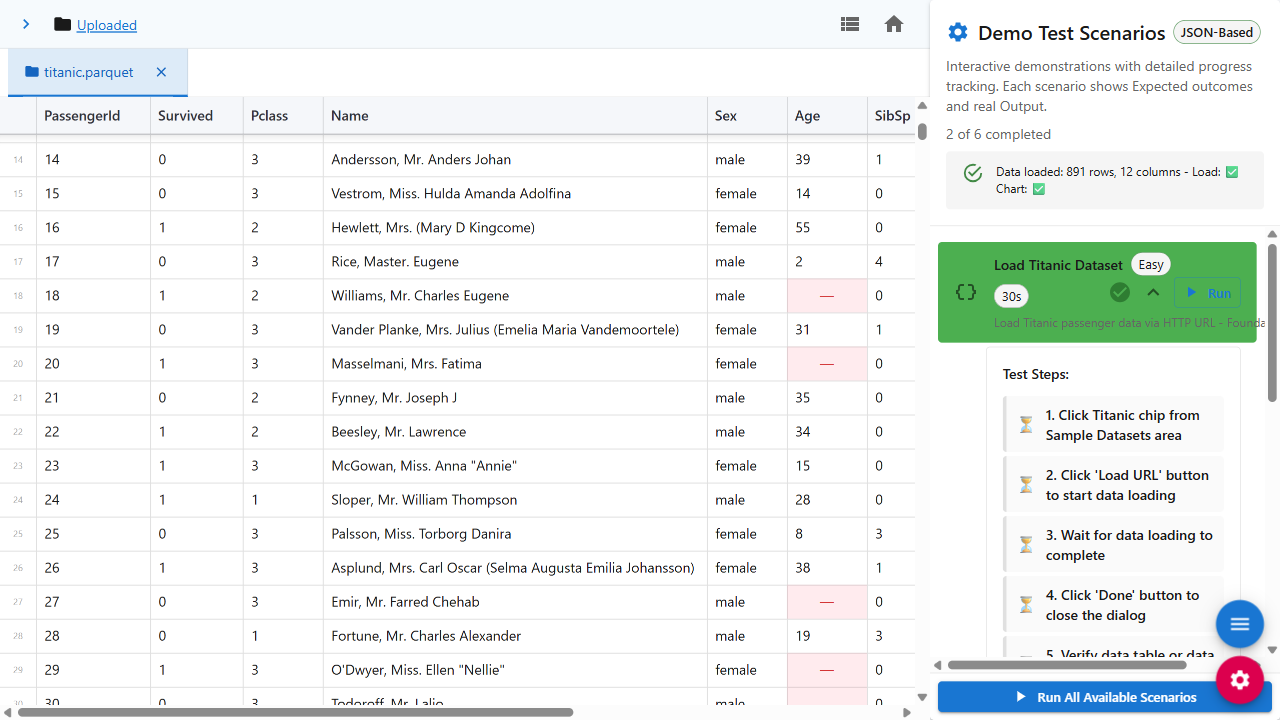 Uploaded
titanic.parquet
PassengerId Survived Pclass Name Sex Age SibSp
14 14 0 3 Andersson, Mr. Anders Johan male 39 1
15 15 0 3 Vestrom, Miss. Hulda Amanda Adolfina female 14 0
16 16 1 2 Hewlett, Mrs. (Mary D Kingcome) female 55 0
17 17 0 3 Rice, Master. Eugene male 2 4
18 18 1 2 Williams, Mr. Charles Eugene male — 0
19 19 0 3 Vander Planke, Mrs. Julius (Emelia Maria Vandemoortele) female 31 1
20 20 1 3 Masselmani, Mrs. Fatima female — 0
21 21 0 2 Fynney, Mr. Joseph J male 35 0
22 22 1 2 Beesley, Mr. Lawrence male 34 0
23 23 1 3 McGowan, Miss. Anna "Annie" female 15 0
24 24 1 1 Sloper, Mr. William Thompson male 28 0
25 25 0 3 Palsson, Miss. Torborg Danira female 8 3
26 26 1 3 Asplund, Mrs. Carl Oscar (Selma Augusta Emilia Johansson) female 38 1
27 27 0 3 Emir, Mr. Farred Chehab male — 0
28 28 0 1 Fortune, Mr. Charles Alexander male 19 3
29 29 1 3 O'Dwyer, Miss. Ellen "Nellie" female — 0
30 30 0 3 Todoroff, Mr. Lalio male 0
Demo Test Scenarios JSON-Based
Interactive demonstrations with detailed progress
tracking. Each scenario shows Expected outcomes
and real Output.
2 of 6 completed
Data loaded: 891 rows, 12 columns - Load: ✅
Chart: ✅
Load Titanic Dataset Easy
30s Run
Load Titanic passenger data via HTTP URL - Founda
Test Steps:
1. Click Titanic chip from
Sample Datasets area
2. Click 'Load URL' button
to start data loading
3. Wait for data loading to
complete
4. Click 'Done' button to
close the dialog
5. Verify data table or data
Run All Available Scenarios